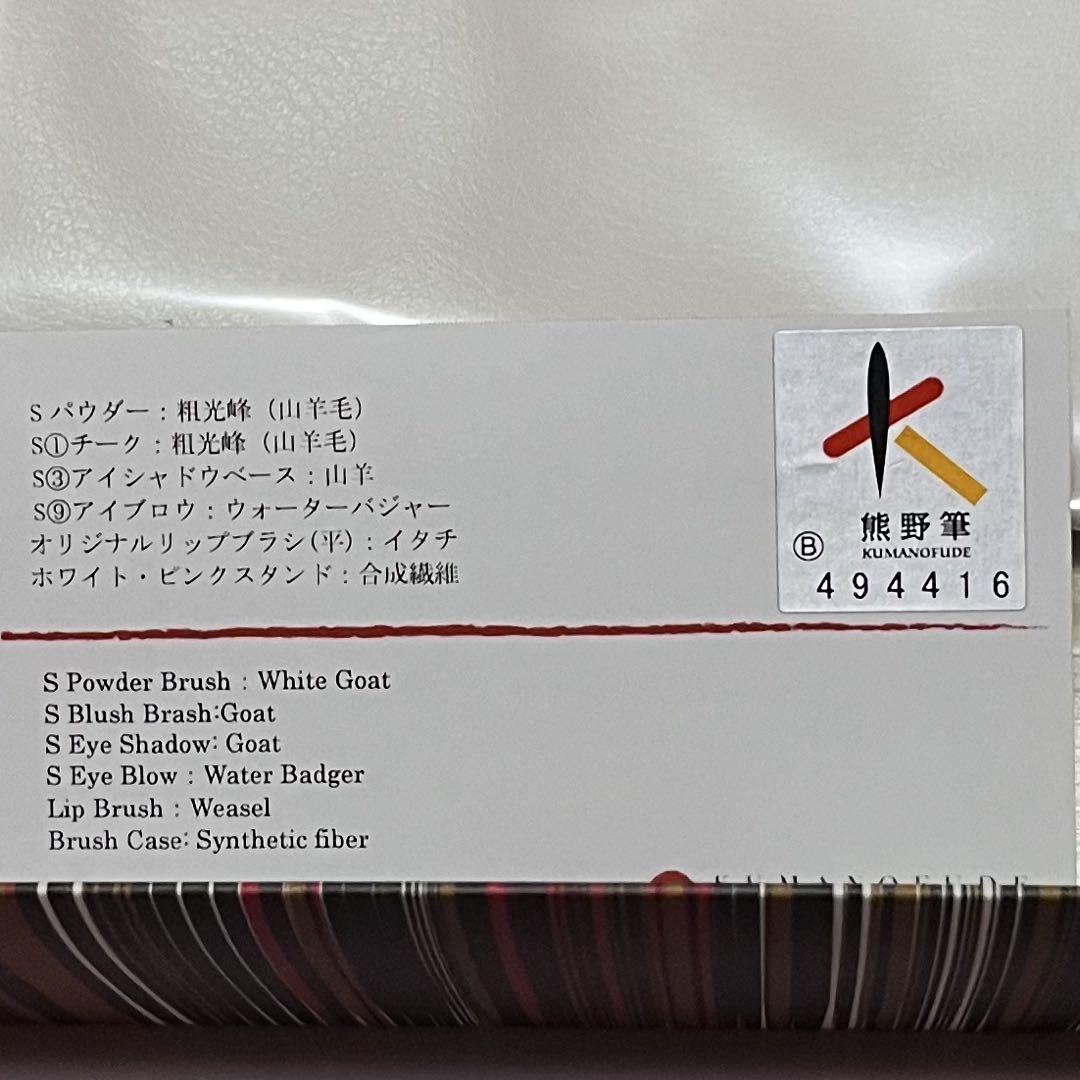 S パウダー：粗光峰（山羊毛）
S①チーク：粗光峰（山羊毛）
S③アイシャドウベース：山羊
S⑨アイブロウ：ウォーターバジャー
オリジナルリップブラシ(平)：イタチ
ホワイト・ピンクスタンド：合成繊維
熊野筆
KUMANOFUDE
Ⓑ
494416
S Powder Brush : White Goat
S Blush Brash:Goat
S Eye Shadow: Goat
S Eye Blow : Water Badger
Lip Brush : Weasel
Brush Case: Synthetic fiber
KUMANOFUDE